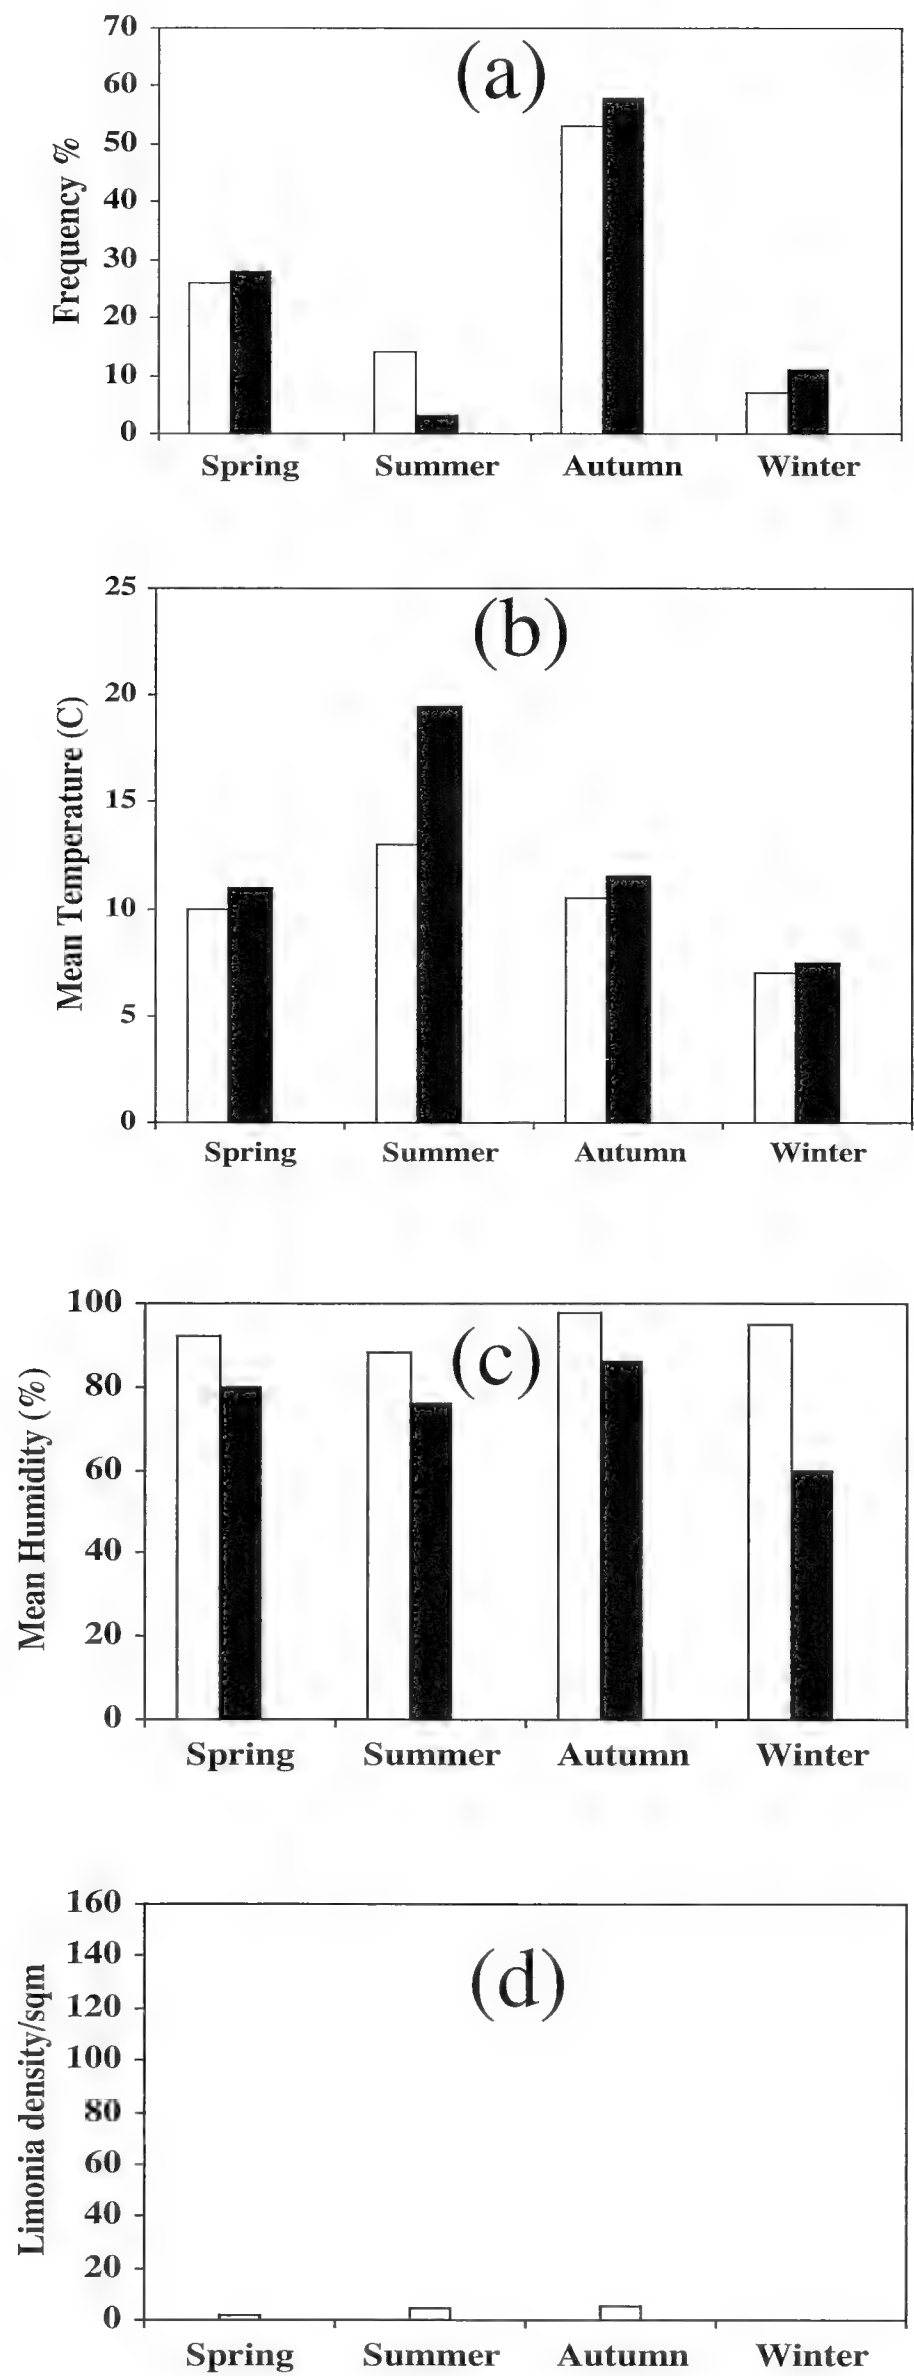 (a)
Frequency %
70
60
50
40
30
20
10
0
Spring Summer Autumn Winter
(b)
Mean Temperature (C)
25
20
15
10
5
0
Spring Summer Autumn Winter
(c)
Mean Humidity (%)
100
80
60
40
20
0
Spring Summer Autumn Winter
(d)
Limonia density/sqm
160
140
120
100
80
60
40
20
0
Spring Summer Autumn Winter